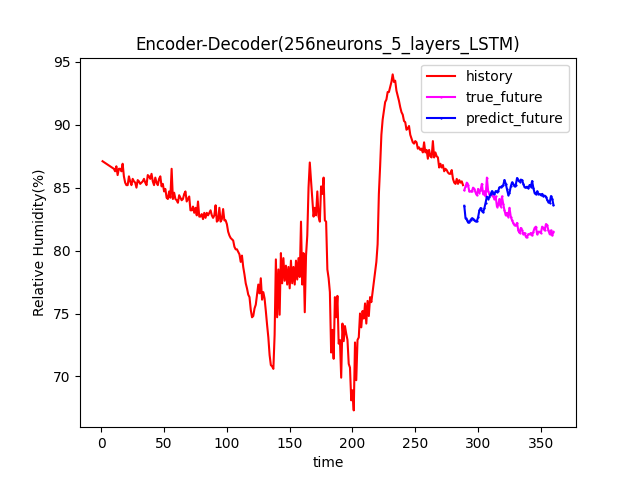 Encoder-Decoder(256neurons_5_layers_LSTM)
history
true_future
predict_future
Relative Humidity(%)
95
90
85
80
75
70
0 50 100 150 200 250 300 350
time